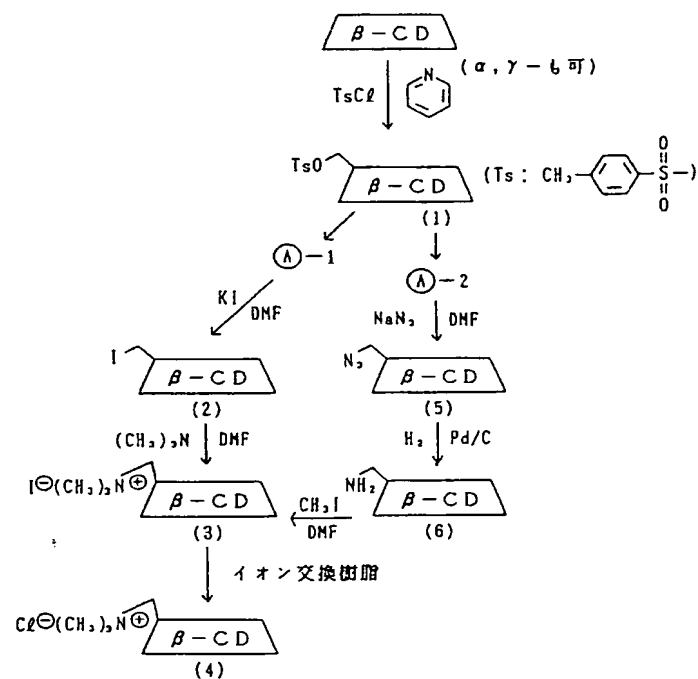 β-CD
(α, γ-も可)
TsCl
N
TsO
β-CD
(Ts: CH₃- -S-)
O
O
(1)
Ⓐ-1
Ⓐ-2
KI
DMF
NaN₃
DMF
I
β-CD
(2)
N₃
β-CD
(5)
(CH₃)₃N
DMF
H₂
Pd/C
I⊖(CH₃)₃N⊕
β-CD
(3)
CH₃I
DMF
NH₂
β-CD
(6)
イオン交換樹脂
Cl⊖(CH₃)₃N⊕
β-CD
(4)